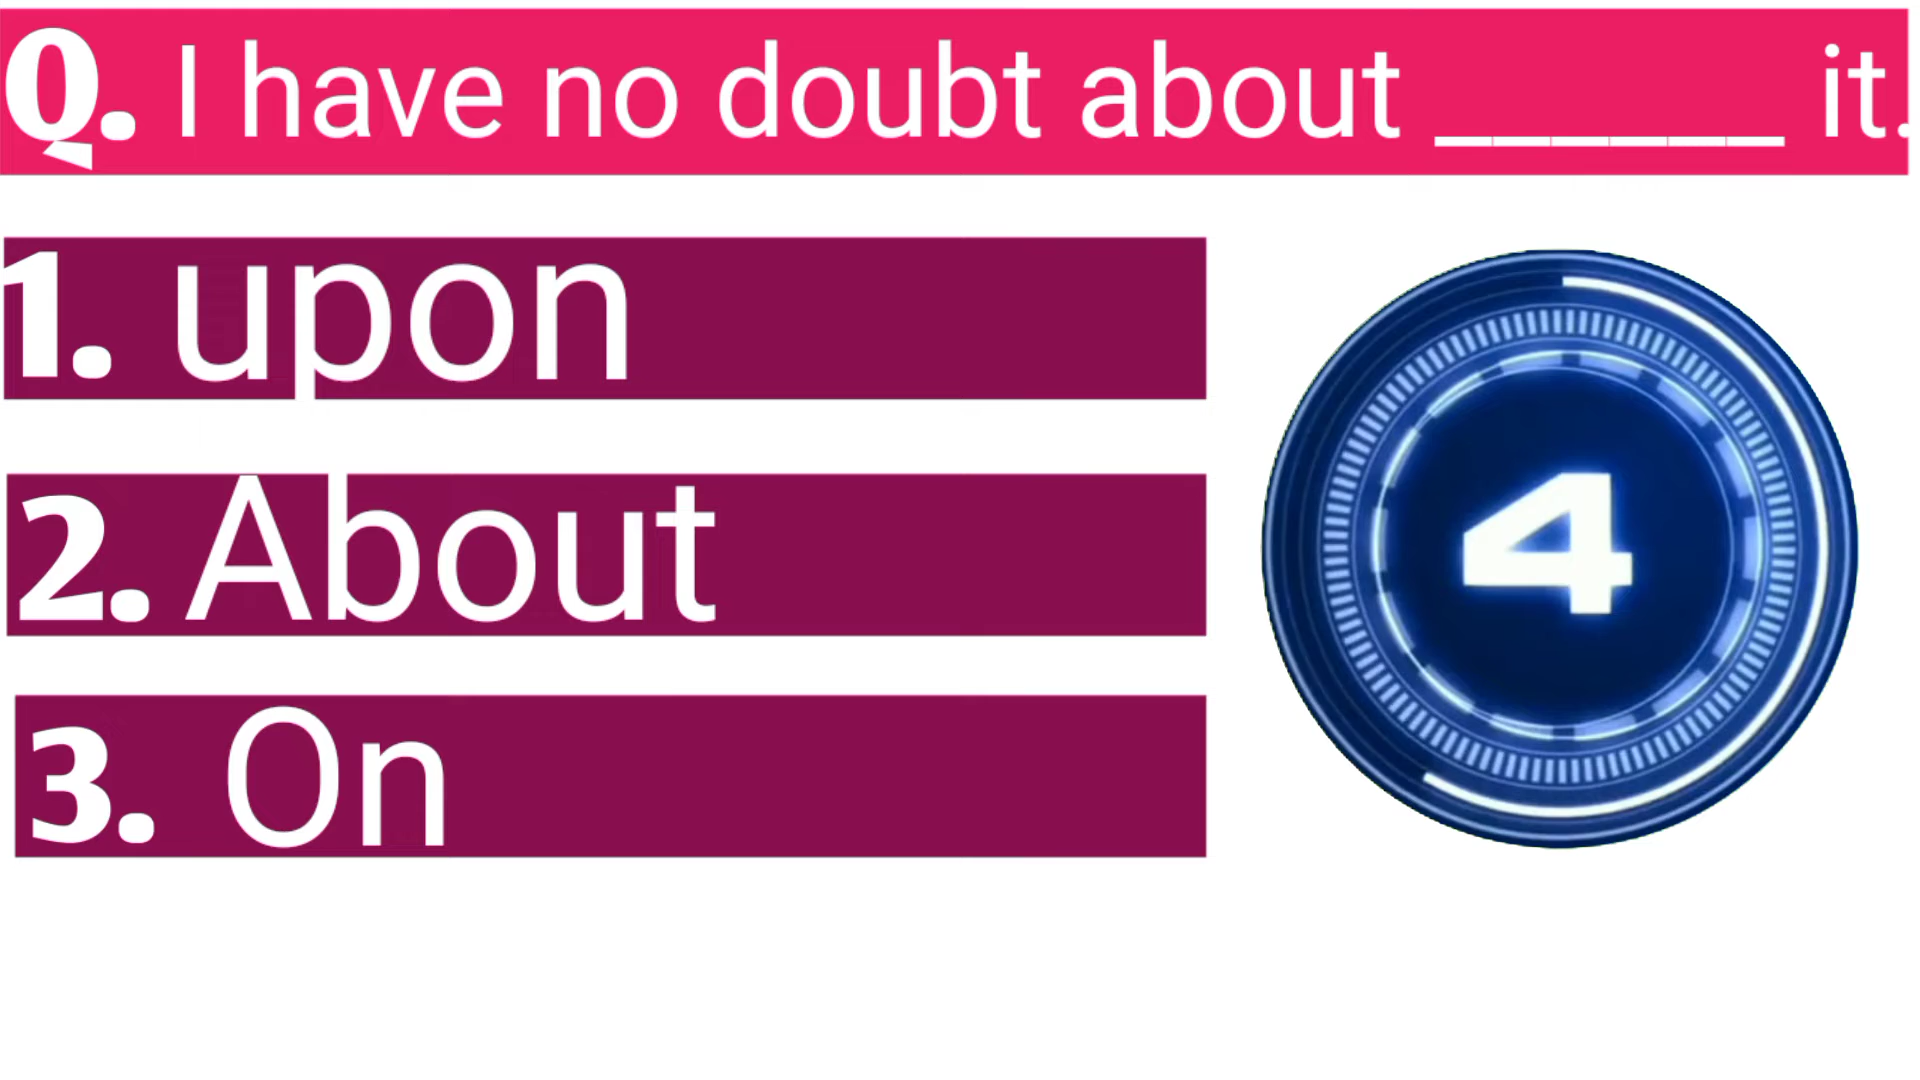 Q. I have no doubt about ______ it.
1. upon
2. About
4
3. On